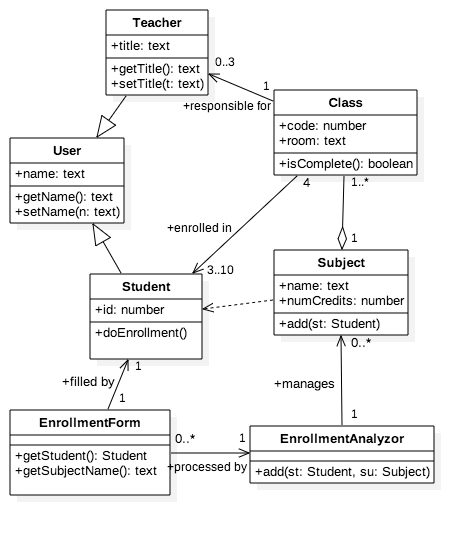 Teacher
+title: text
+getTitle(): text
+setTitle(t: text)
0..3
1
+responsible for
Class
+code: number
+room: text
+isComplete(): boolean
User
+name: text
+getName(): text
+setName(n: text)
4
1..*
+enrolled in
3..10
1
Student
+id: number
+doEnrollment()
Subject
+name: text
+numCredits: number
+add(st: Student)
1
0..*
+filled by
+manages
1
1
EnrollmentForm
+getStudent(): Student
+getSubjectName(): text
0..*
1
+processed by
EnrollmentAnalyzor
+add(st: Student, su: Subject)